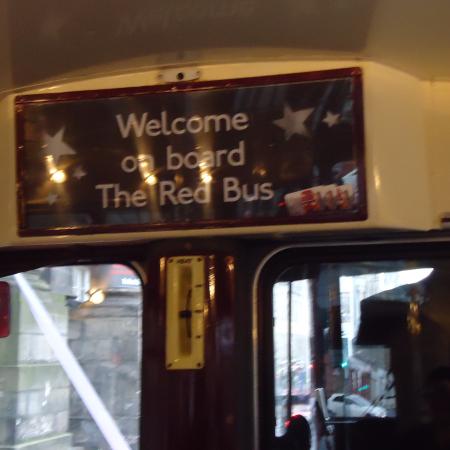 Welcome
on board
The Red Bus